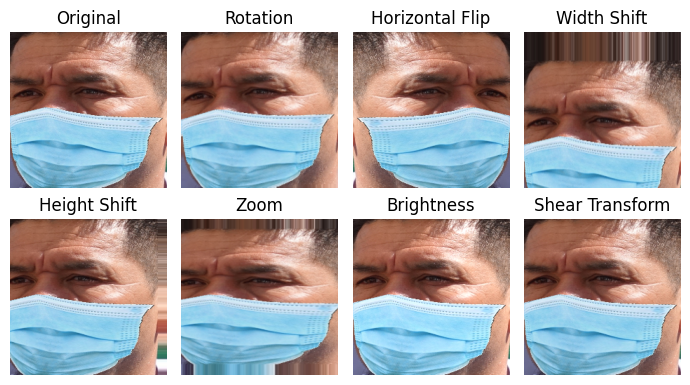 Original Rotation Horizontal Flip Width Shift
Height Shift Zoom Brightness Shear Transform